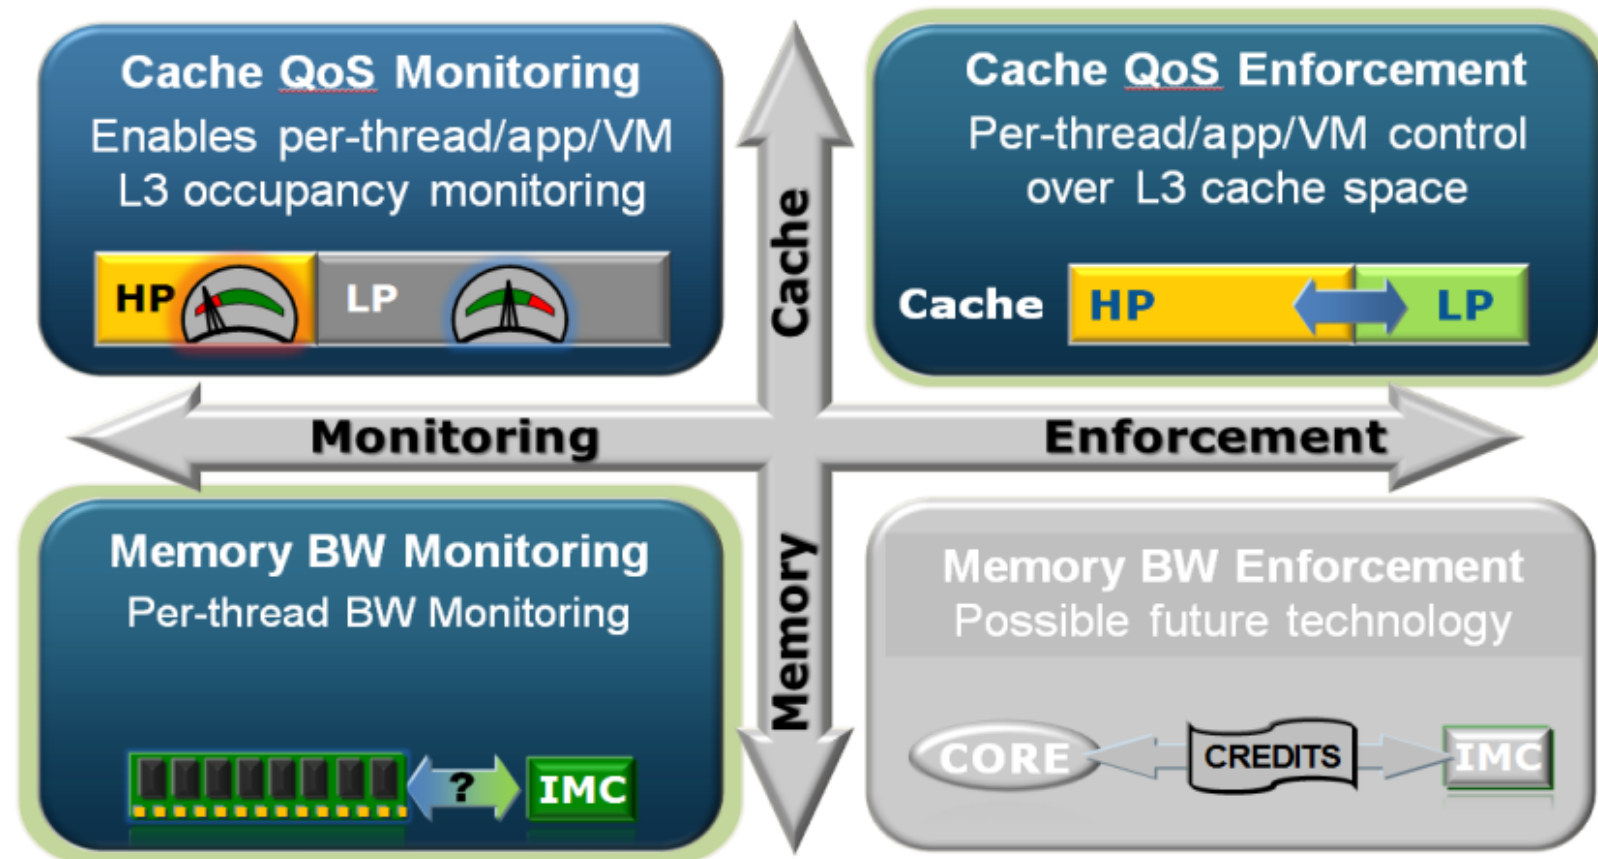 Cache QoS Monitoring
Enables per-thread/app/VM
L3 occupancy monitoring
HP
LP
Cache QoS Enforcement
Per-thread/app/VM control
over L3 cache space
Cache
HP
LP
Cache
Monitoring
Enforcement
Memory
Memory BW Monitoring
Per-thread BW Monitoring
?
IMC
Memory BW Enforcement
Possible future technology
CORE
CREDITS
IMC